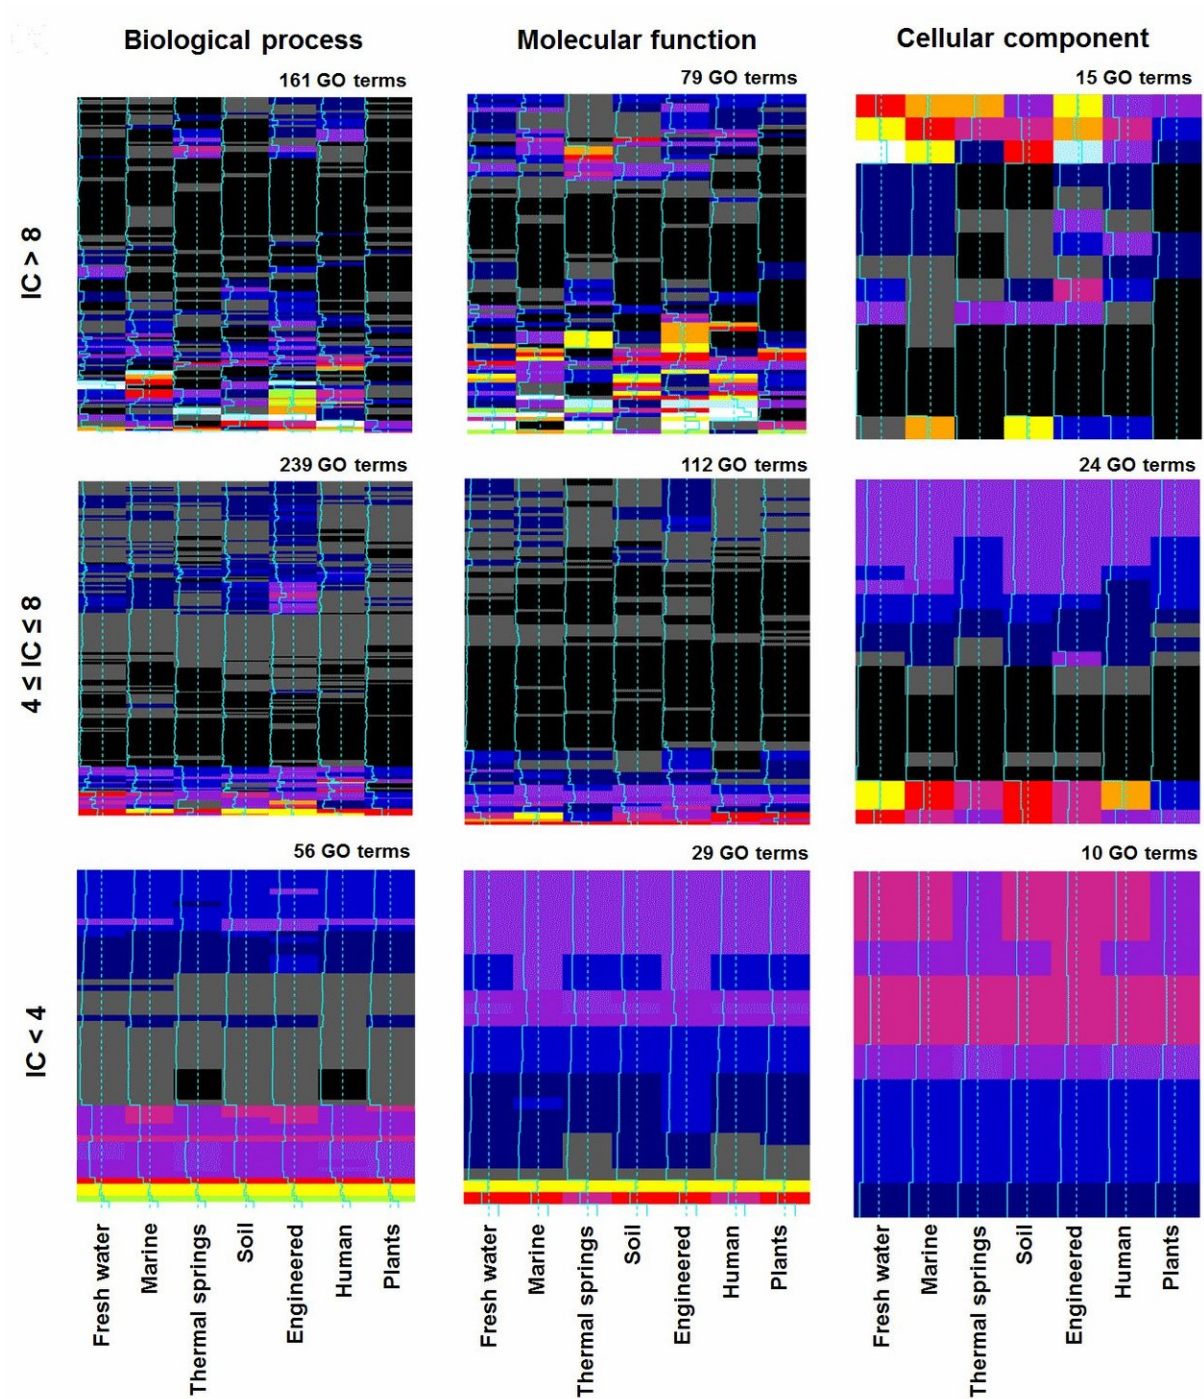 Biological process
Molecular function
Cellular component
161 GO terms
79 GO terms
15 GO terms
IC > 8
239 GO terms
112 GO terms
24 GO terms
4 ≤ IC ≤ 8
56 GO terms
29 GO terms
10 GO terms
IC < 4
Fresh water
Marine
Thermal springs
Soil
Engineered
Human
Plants
Fresh water
Marine
Thermal springs
Soil
Engineered
Human
Plants
Fresh water
Marine
Thermal springs
Soil
Engineered
Human
Plants